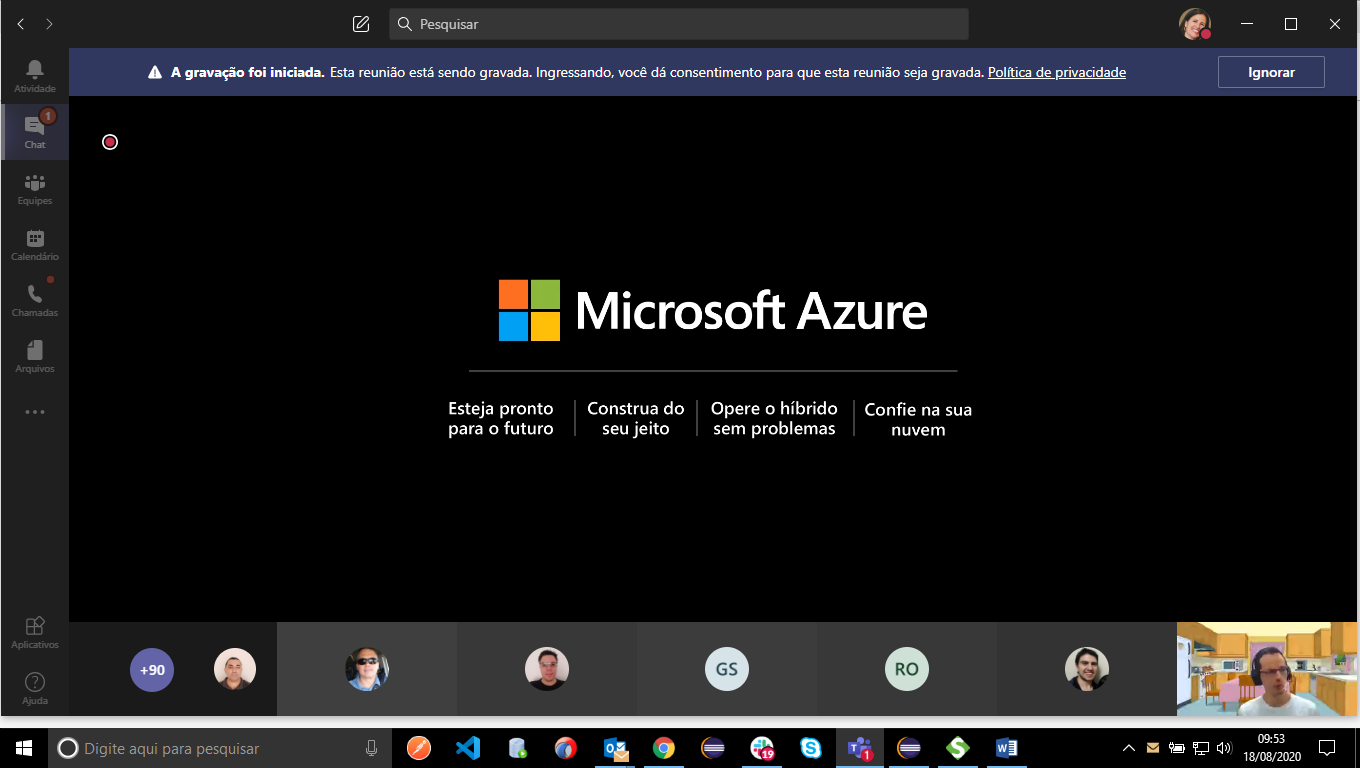 Pesquisar
A gravação foi iniciada. Esta reunião está sendo gravada. Ingressando, você dá consentimento para que esta reunião seja gravada. Política de privacidade
Ignorar
Atividade
1
Chat
Equipes
Calendário
Chamadas
Arquivos
Aplicativos
Ajuda
Microsoft Azure
Esteja pronto
para o futuro
Construa do
seu jeito
Opere o híbrido
sem problemas
Confie na sua
nuvem
+90
GS
RO
Digite aqui para pesquisar
19
1
09:53
18/08/2020